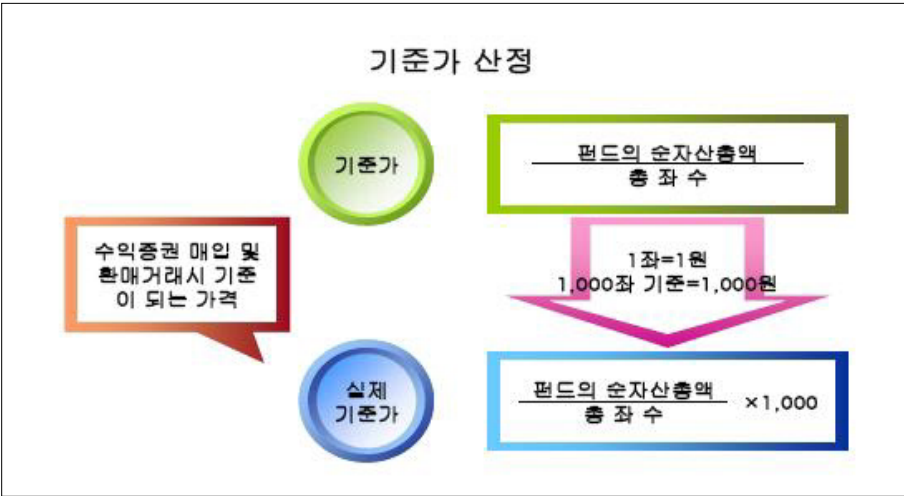 기준가 산정
기준가
펀드의 순자산총액
총 좌 수
수익증권 매입 및
환매거래시 기준
이 되는 가격
1좌=1원
1,000좌 기준=1,000원
실제
기준가
펀드의 순자산총액
총 좌 수
×1,000